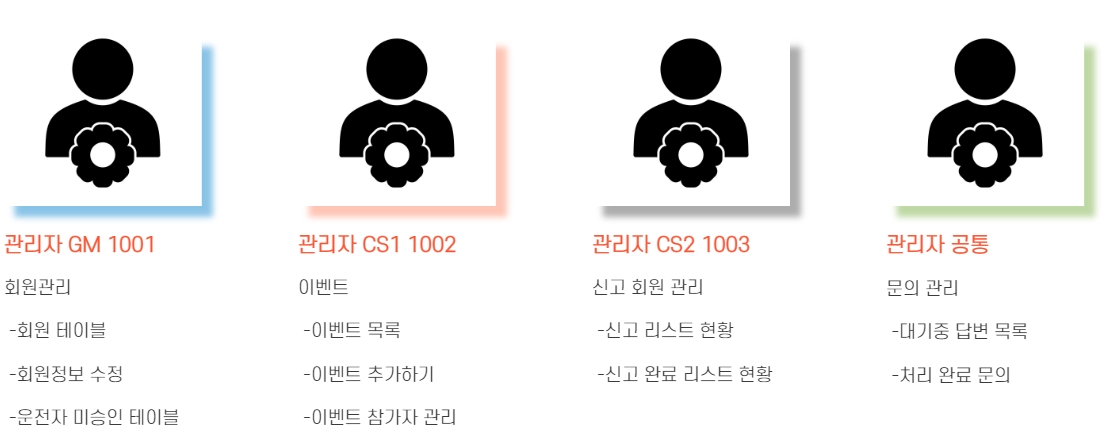 관리자 GM 1001
회원관리
-회원 테이블
-회원정보 수정
-운전자 미승인 테이블
관리자 CS1 1002
이벤트
-이벤트 목록
-이벤트 추가하기
-이벤트 참가자 관리
관리자 CS2 1003
신고 회원 관리
-신고 리스트 현황
-신고 완료 리스트 현황
관리자 공통
문의 관리
-대기중 답변 목록
-처리 완료 문의